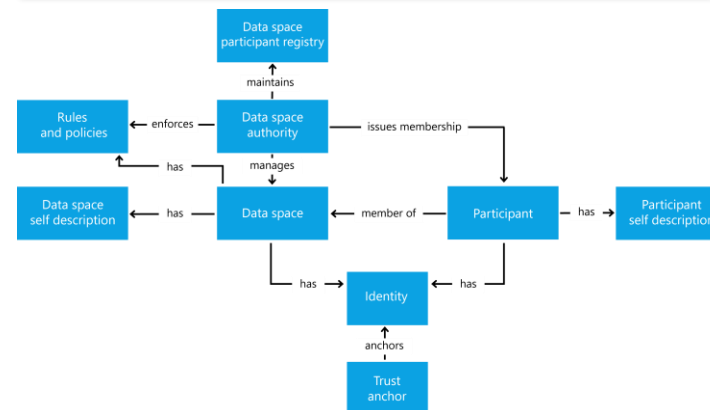 Data space
participant registry
maintains
Rules
and policies
enforces
Data space
authority
issues membership
has
manages
Data space
self description
has
Data space
member of
Participant
has
Participant
self description
has
Identity
has
anchors
Trust
anchor